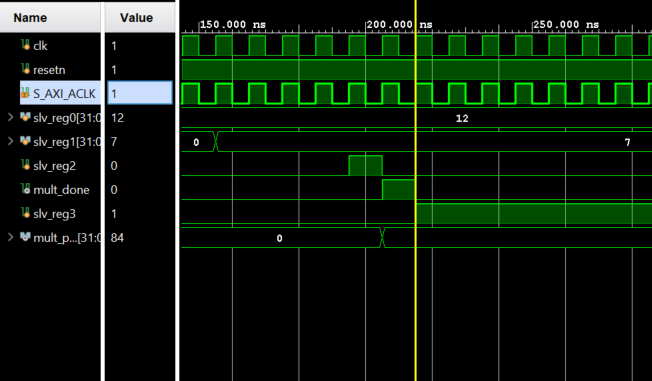 Name Value 150.000 ns 200.000 ns 250.000 ns
clk 1
resetn 1
S_AXI_ACLK 1
slv_reg0[31:0 12 12
slv_reg1[31:0 7 0 7
slv_reg2 0
mult_done 0
slv_reg3 1
mult_p...[31:0 84 0